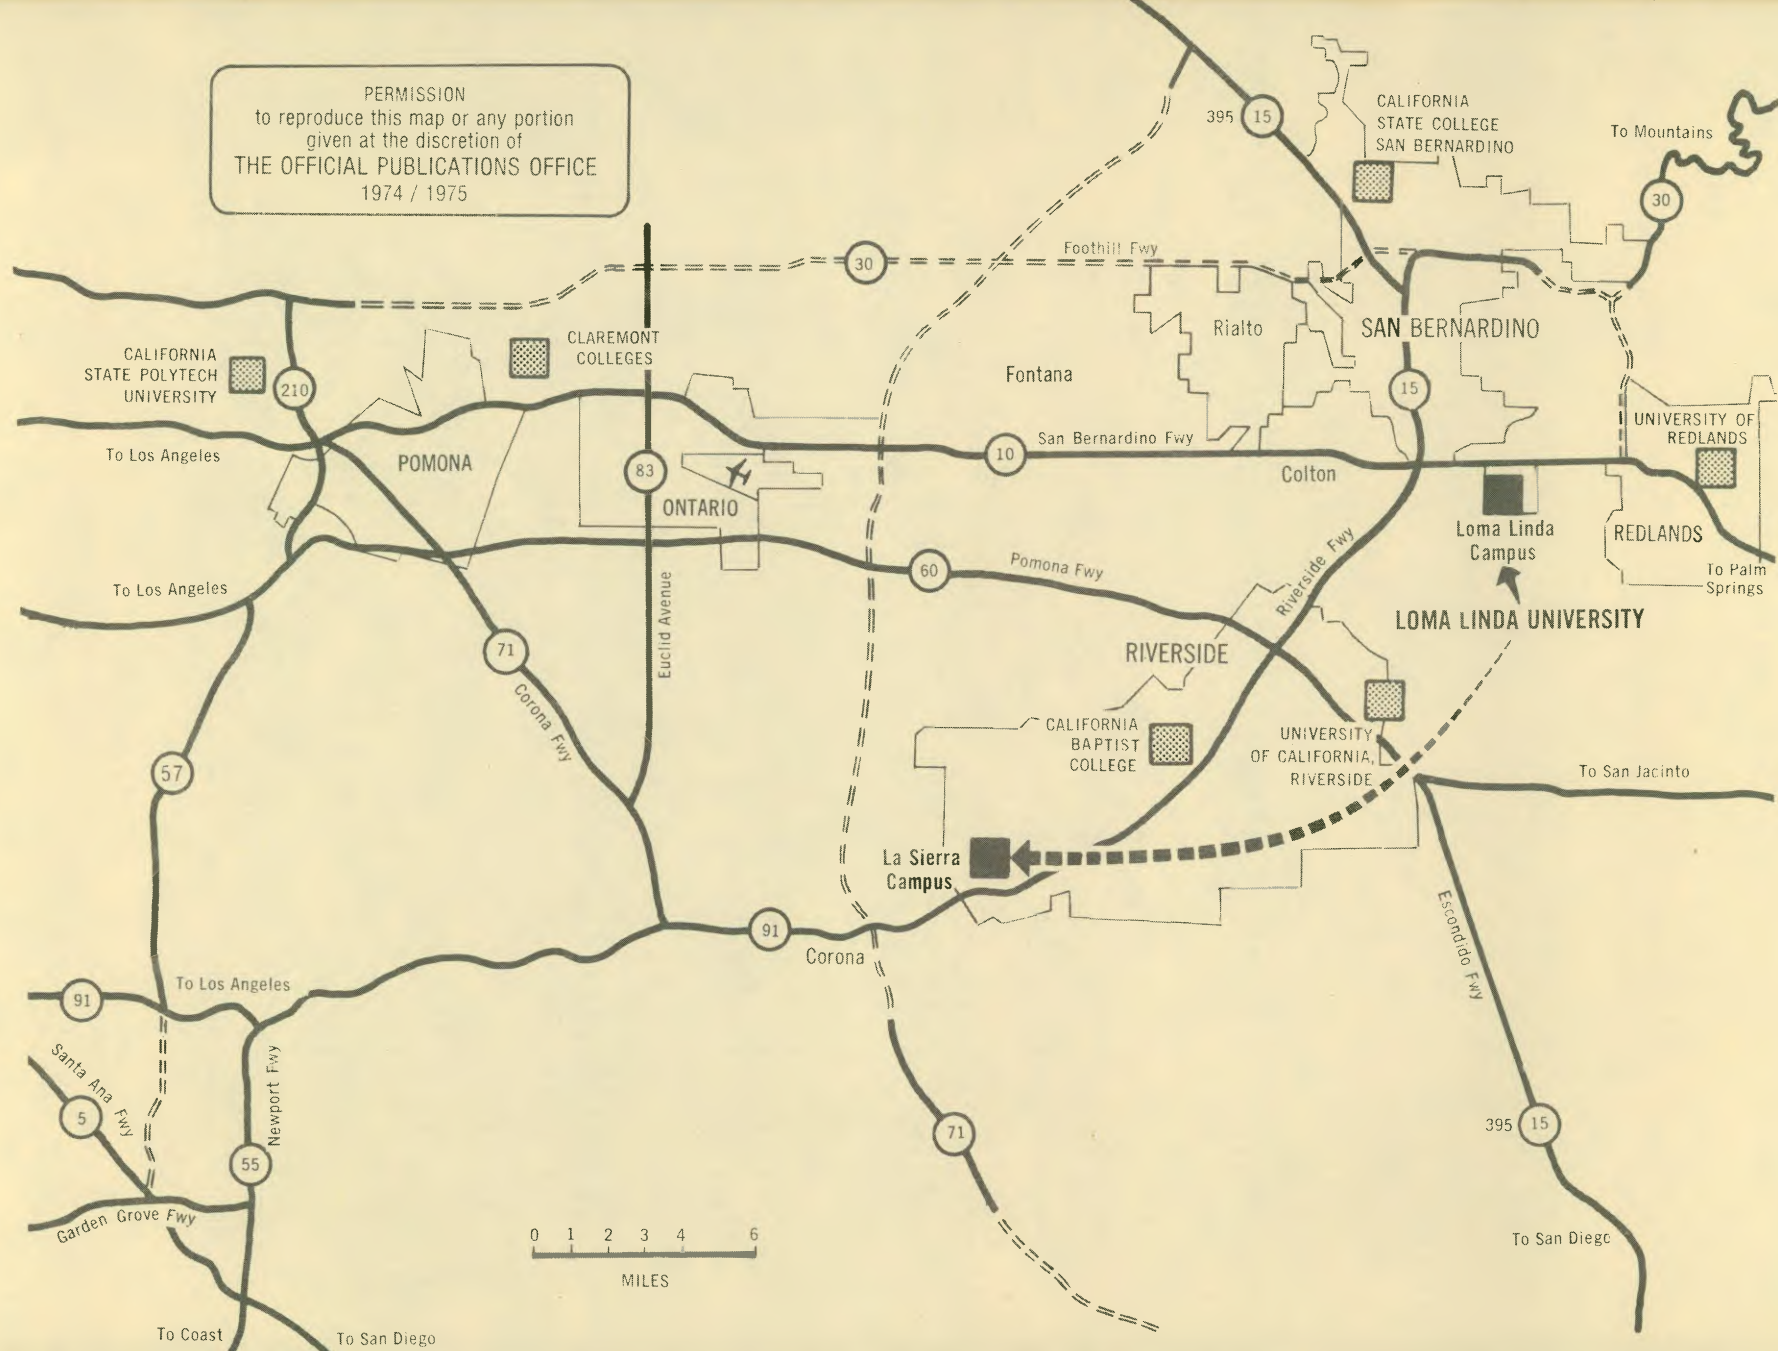 PERMISSION
to reproduce this map or any portion
given at the discretion of
THE OFFICIAL PUBLICATIONS OFFICE
1974 / 1975
395
15
CALIFORNIA
STATE COLLEGE
SAN BERNARDINO
To Mountains
30
30
Foothill Fwy
CALIFORNIA
STATE POLYTECH
UNIVERSITY
210
CLAREMONT
COLLEGES
Rialto
SAN BERNARDINO
Fontana
15
To Los Angeles
POMONA
83
ONTARIO
10
San Bernardino Fwy
Colton
UNIVERSITY OF
REDLANDS
Loma Linda
Campus
REDLANDS
To Palm
Springs
To Los Angeles
60
Pomona Fwy
Riverside Fwy
LOMA LINDA UNIVERSITY
Euclid Avenue
71
Corona Fwy
RIVERSIDE
CALIFORNIA
BAPTIST
COLLEGE
UNIVERSITY
OF CALIFORNIA,
RIVERSIDE
To San Jacinto
57
La Sierra
Campus
91
Corona
Escondido Fwy
91
To Los Angeles
Santa Ana Fwy
5
Newport Fwy
55
Garden Grove Fwy
71
395
15
To San Diego
0 1 2 3 4 6
MILES
To Coast
To San Diego